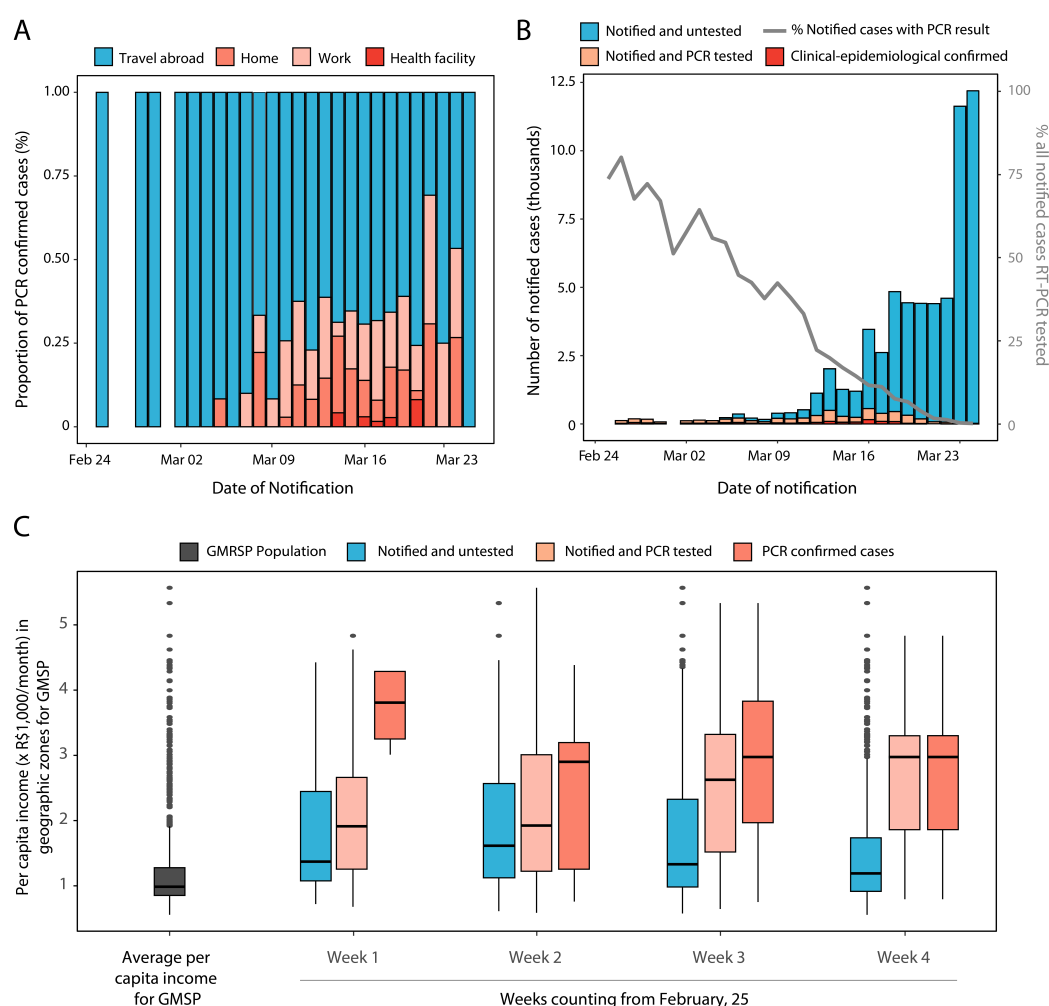 A
Travel abroad
Home
Work
Health facility
Proportion of PCR confirmed cases (%)
1.00
0.75
0.50
0.25
0
Feb 24
Mar 02
Mar 09
Mar 16
Mar 23
Date of Notification
B
Notified and untested
% Notified cases with PCR result
Notified and PCR tested
Clinical-epidemiological confirmed
Number of notified cases (thousands)
12.5
10.0
7.5
5.0
2.5
0
100
75
50
25
0
% all notified cases RT-PCR tested
Feb 24
Mar 02
Mar 09
Mar 16
Mar 23
Date of notification
C
GMRSP Population
Notified and untested
Notified and PCR tested
PCR confirmed cases
Per capita income (x R$1,000/month) in
geographic zones for GMSP
5
4
3
2
1
Average per
capita income
for GMSP
Week 1
Week 2
Week 3
Week 4
Weeks counting from February, 25